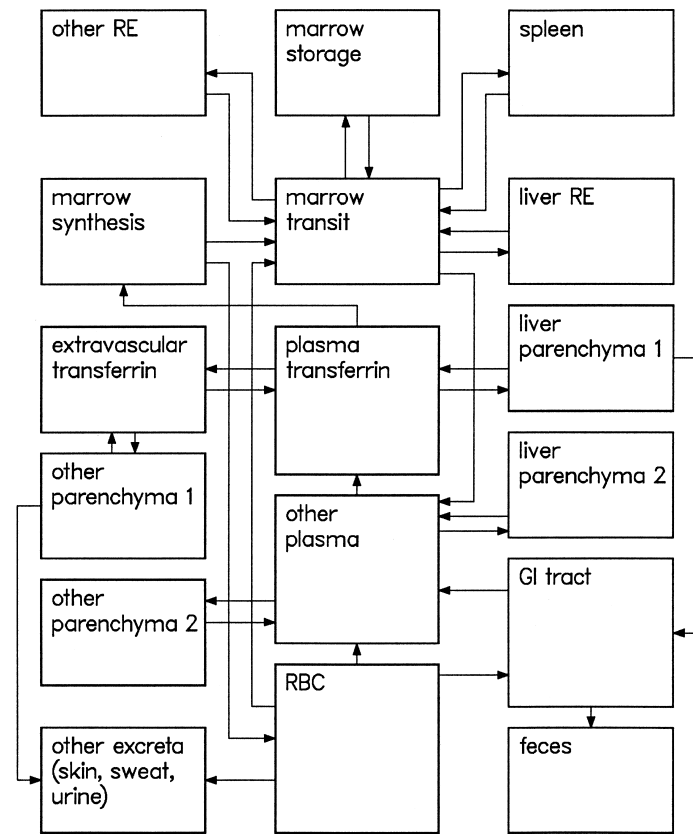 other RE
marrow
storage
spleen
marrow
synthesis
marrow
transit
liver RE
extravascular
transferrin
plasma
transferrin
liver
parenchyma 1
other
parenchyma 1
liver
parenchyma 2
other
plasma
other
parenchyma 2
GI tract
RBC
other excreta
(skin, sweat,
urine)
feces